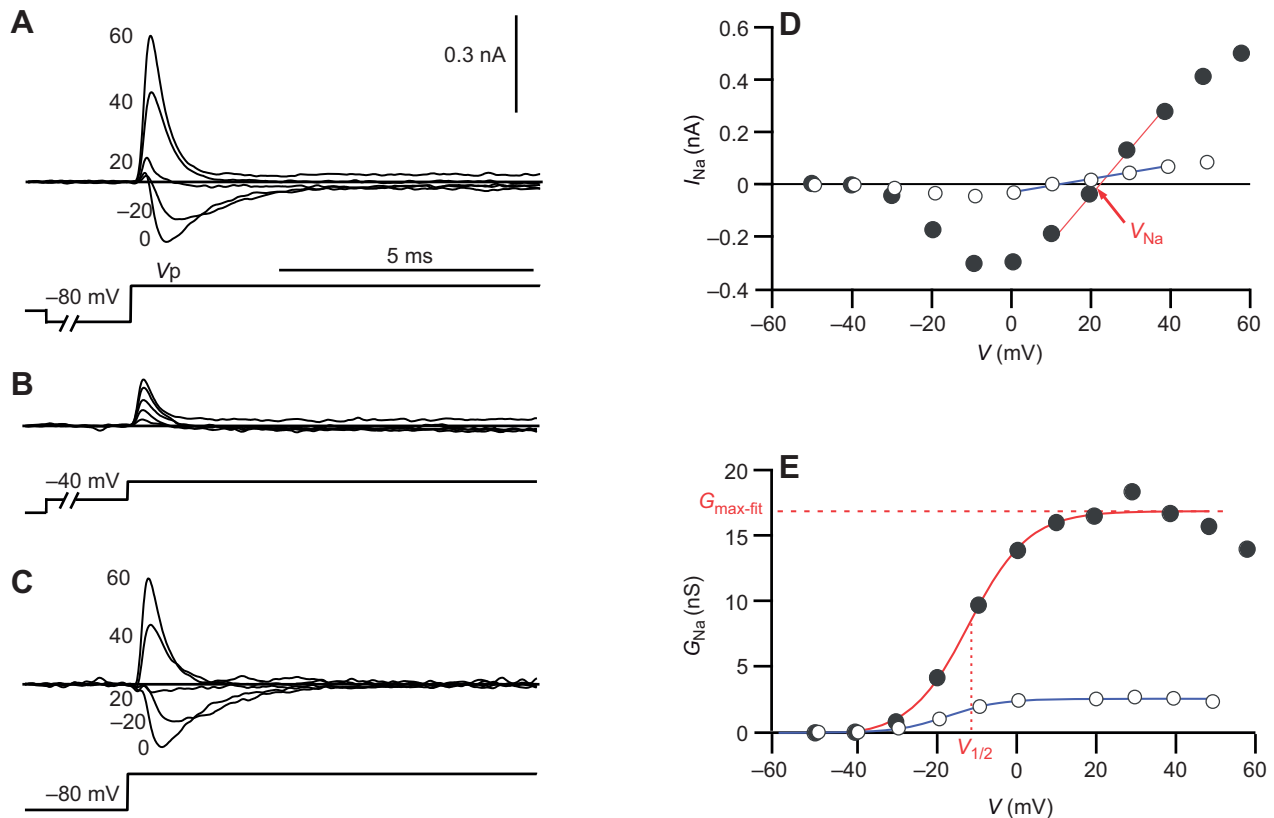 A
60
40
20
–20
0
0.3 nA
5 ms
Vp
–80 mV
B
–40 mV
C
60
40
20
–20
0
–80 mV
D
0.6
0.4
0.2
0
–0.2
–0.4
INa (nA)
VNa
–60 –40 –20 0 20 40 60
V (mV)
E
20
15
10
5
0
GNa (nS)
Gmax-fit
V1/2
–60 –40 –20 0 20 40 60
V (mV)